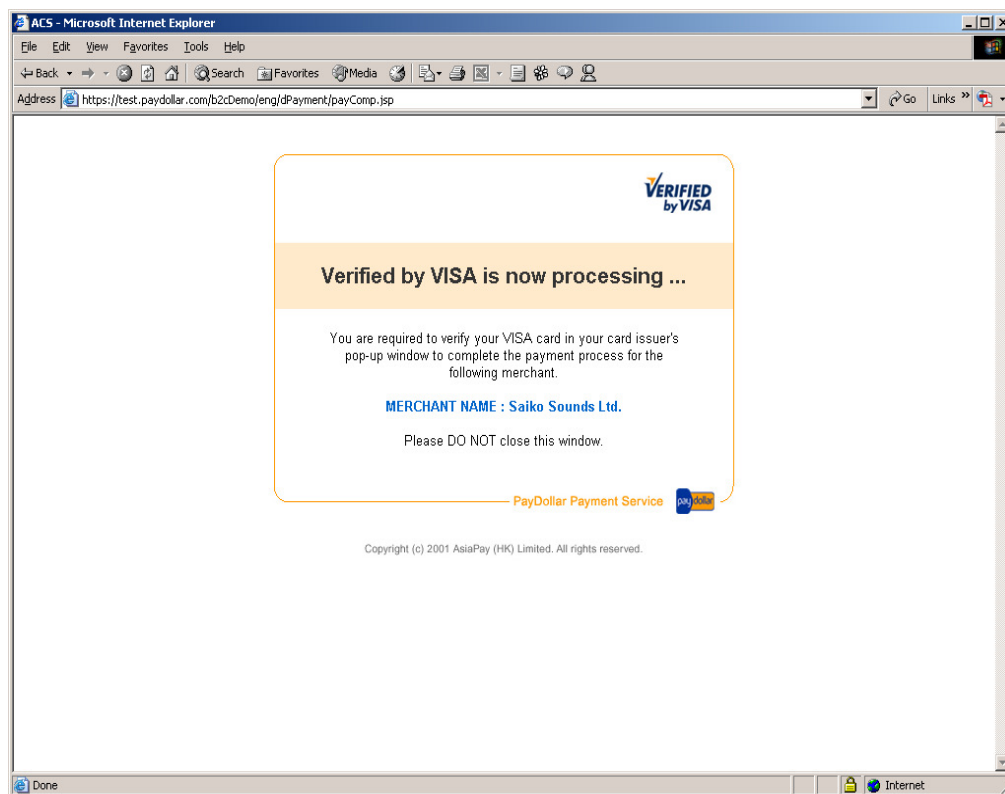 ACS - Microsoft Internet Explorer
File Edit View Favorites Tools Help
Back Search Favorites Media
Address https://test.paydollar.com/b2cDemo/eng/dPayment/payComp.jsp Go Links »
VERIFIED
by VISA
Verified by VISA is now processing ...
You are required to verify your VISA card in your card issuer's
pop-up window to complete the payment process for the
following merchant.
MERCHANT NAME : Saiko Sounds Ltd.
Please DO NOT close this window.
PayDollar Payment Service paydollar
Copyright (c) 2001 AsiaPay (HK) Limited. All rights reserved.
Done Internet